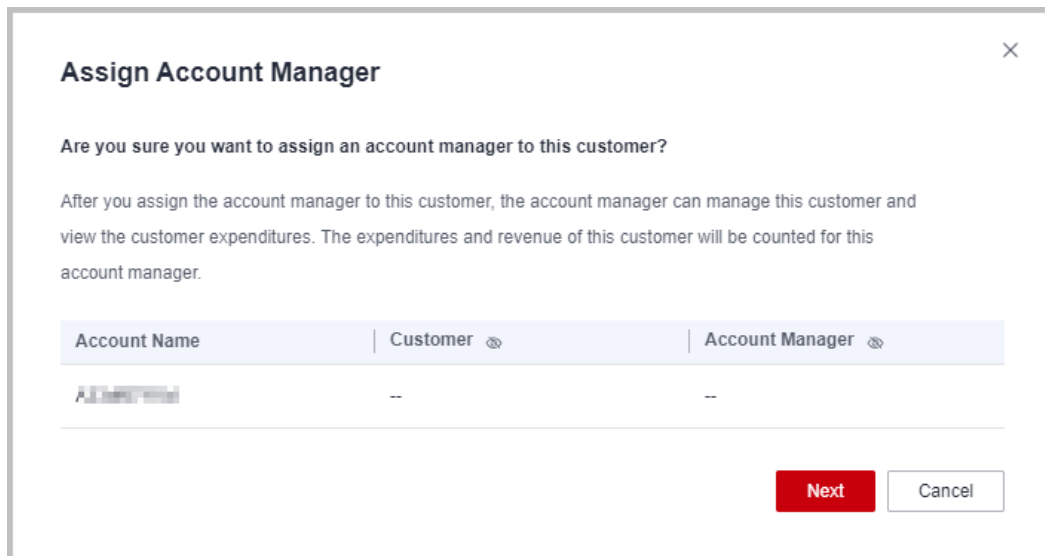 Assign Account Manager
Are you sure you want to assign an account manager to this customer?
After you assign the account manager to this customer, the account manager can manage this customer and
view the customer expenditures. The expenditures and revenue of this customer will be counted for this
account manager.
Account Name Customer Account Manager
-- --
Next Cancel